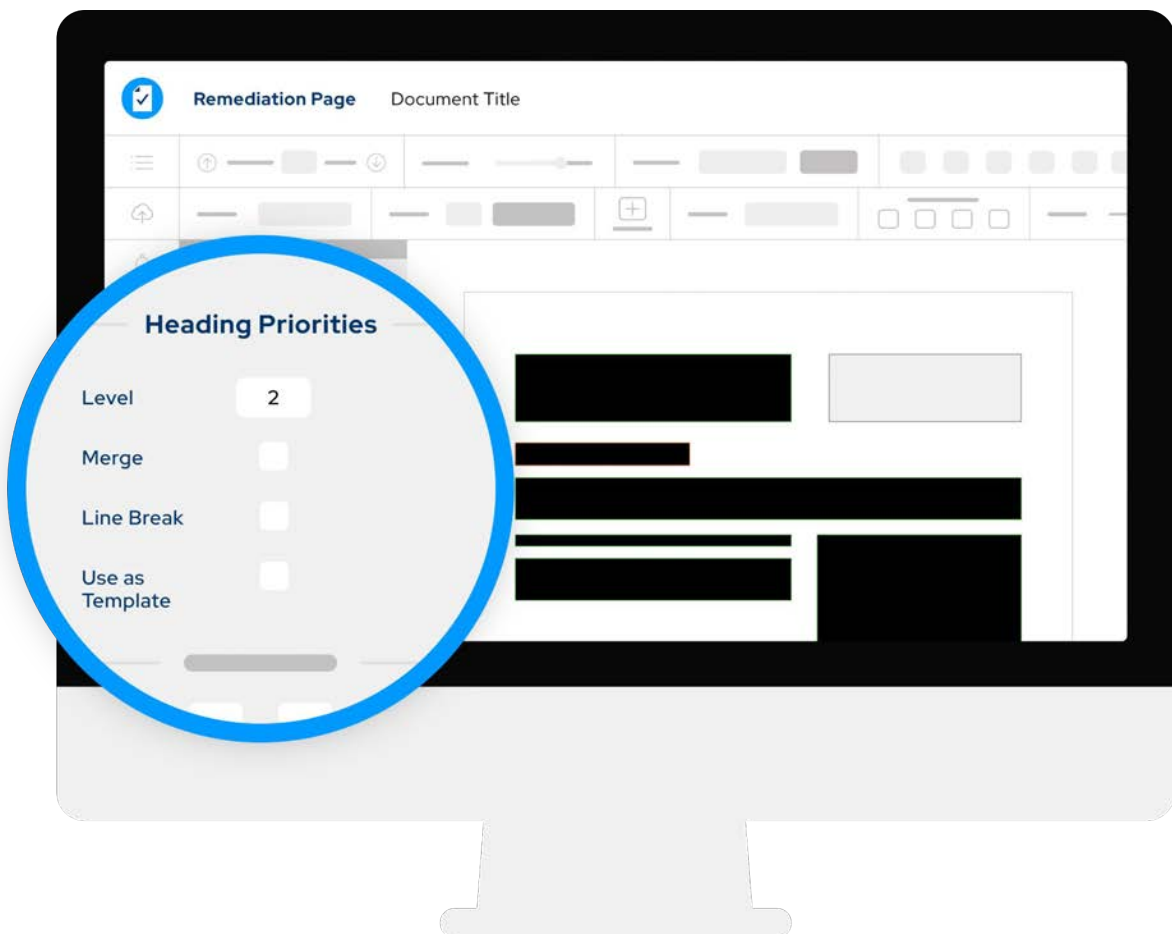 Remediation Page Document Title
Heading Priorities
Level 2
Merge
Line Break
Use as
Template